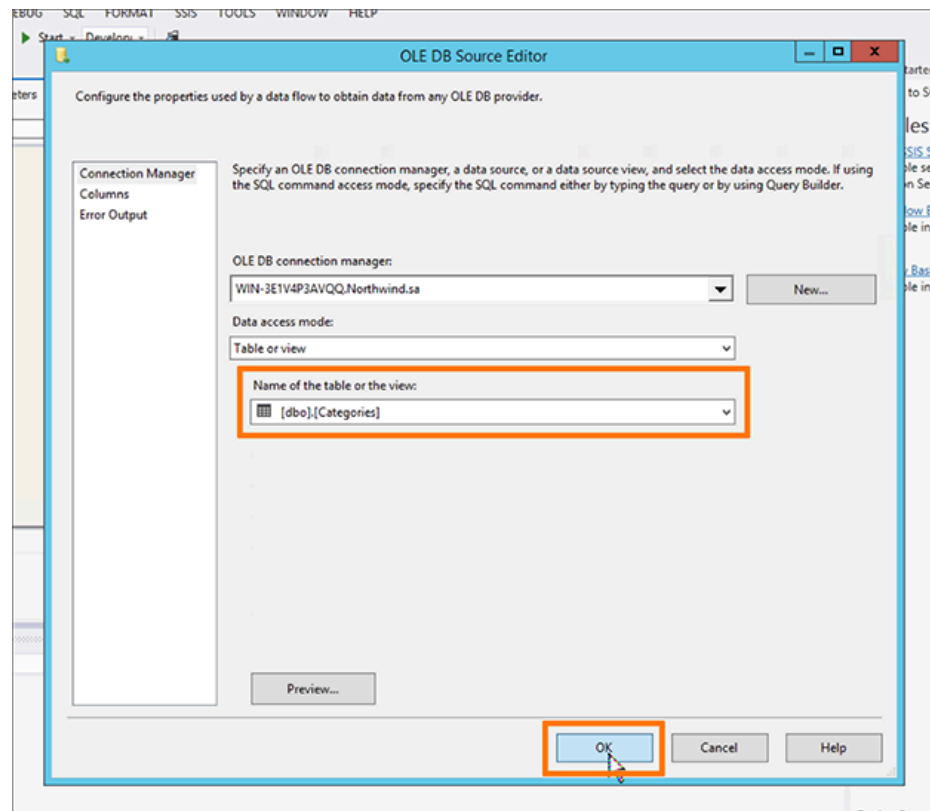 SQL FORMAT SSIS TOOLS WINDOW HELP
Start
OLE DB Source Editor
Configure the properties used by a data flow to obtain data from any OLE DB provider.
Connection Manager
Columns
Error Output
Specify an OLE DB connection manager, a data source, or a data source view, and select the data access mode. If using
the SQL command access mode, specify the SQL command either by typing the query or by using Query Builder.
OLE DB connection manager:
WIN-3E1V4P3AVQQ.Northwind.sa
New...
Data access mode:
Table or view
Name of the table or the view:
[dbo].[Categories]
Preview...
OK
Cancel
Help